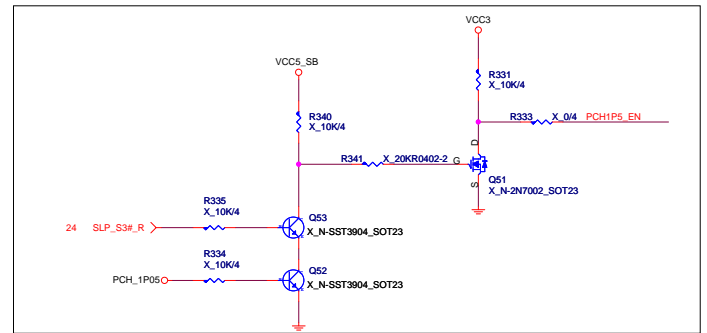 VCC3
VCC5_SB
R331
X_10K/4
R340
X_10K/4
R333 X_0/4 PCH1P5_EN
D
R341 X_20KR0402-2 G
Q51
S
X_N-2N7002_SOT23
R335
X_10K/4
Q53
24 SLP_S3#_R
X_N-SST3904_SOT23
R334
X_10K/4
Q52
PCH_1P05
X_N-SST3904_SOT23